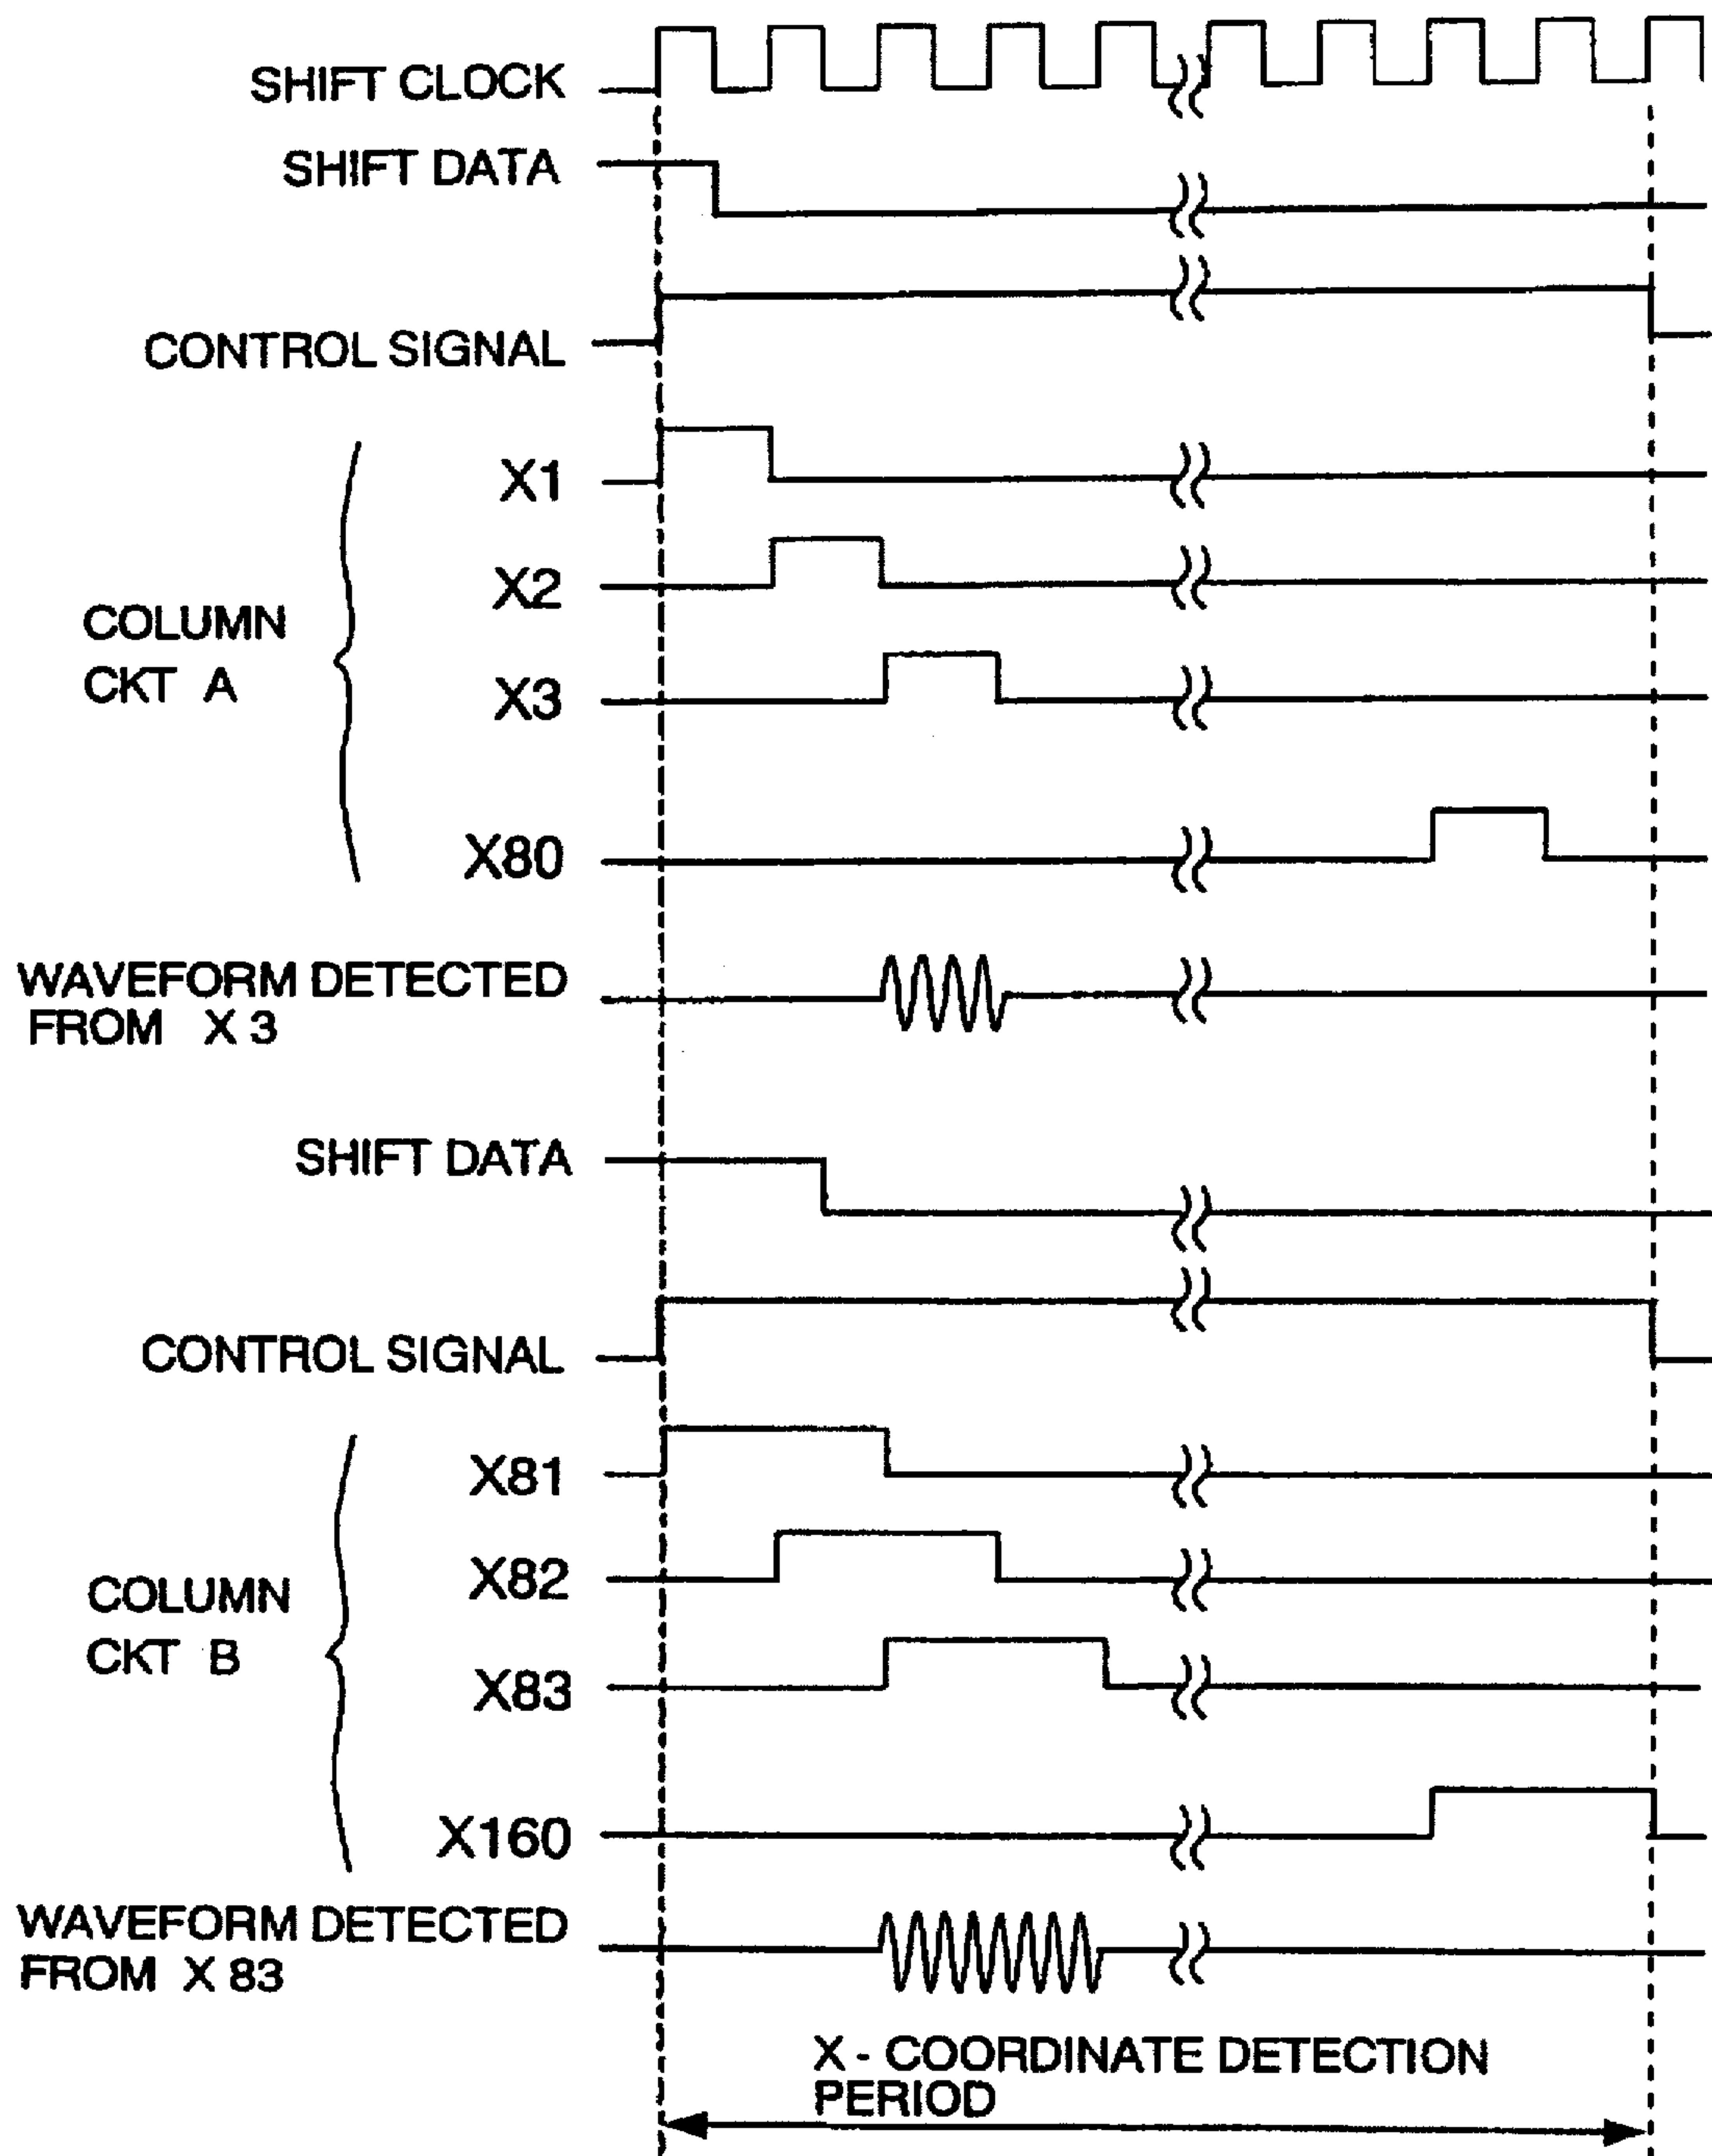 SHIFT CLOCK
SHIFT DATA
CONTROL SIGNAL
X1
X2
COLUMN
CKT A
X3
X80
WAVEFORM DETECTED
FROM X 3
SHIFT DATA
CONTROL SIGNAL
X81
X82
COLUMN
CKT B
X83
X160
WAVEFORM DETECTED
FROM X 83
X - COORDINATE DETECTION
PERIOD